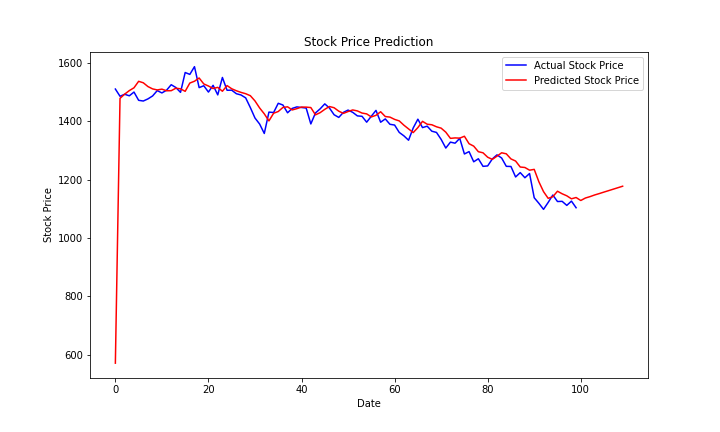 Stock Price Prediction
Actual Stock Price
Predicted Stock Price
Stock Price
1600
1400
1200
1000
800
600
0 20 40 60 80 100
Date